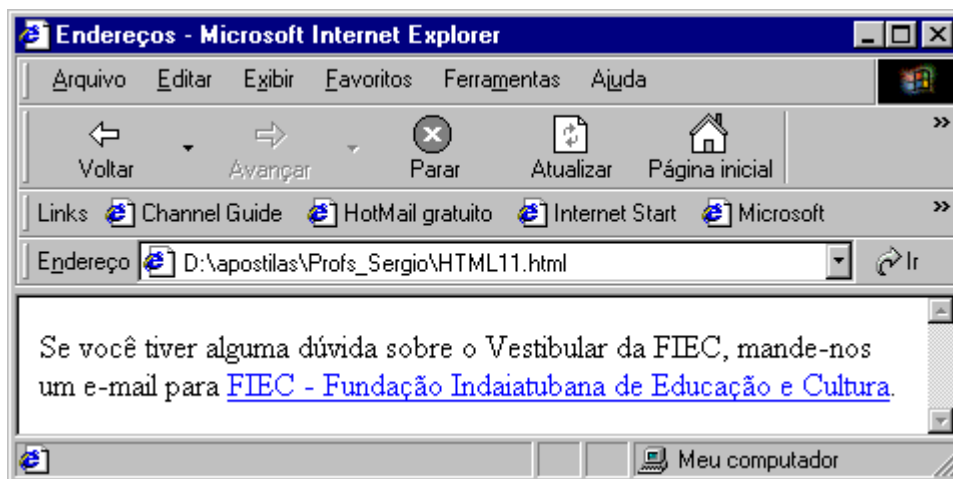 Endereços - Microsoft Internet Explorer
Arquivo Editar Exibir Favoritos Ferramentas Ajuda
Voltar Avançar Parar Atualizar Página inicial »
Links Channel Guide HotMail gratuito Internet Start Microsoft »
Endereço D:\apostilas\Profs_Sergio\HTML11.html Ir
Se você tiver alguma dúvida sobre o Vestibular da FIEC, mande-nos
um e-mail para FIEC - Fundação Indaiatubana de Educação e Cultura.
Meu computador